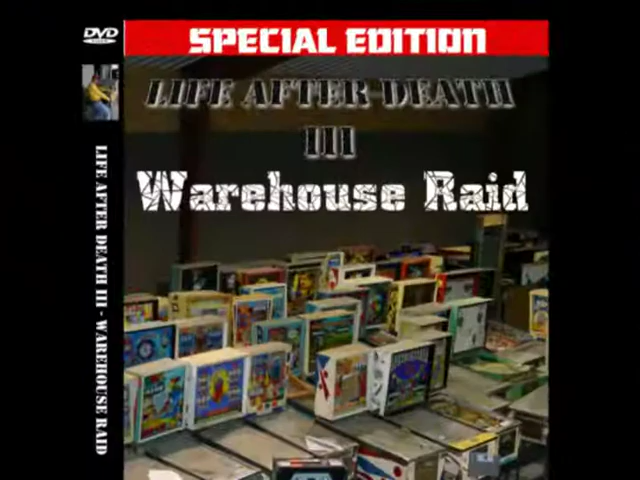 DVD
SPECIAL EDITION
LIFE AFTER DEATH
III
Warehouse Raid
LIFE AFTER DEATH III - WAREHOUSE RAID